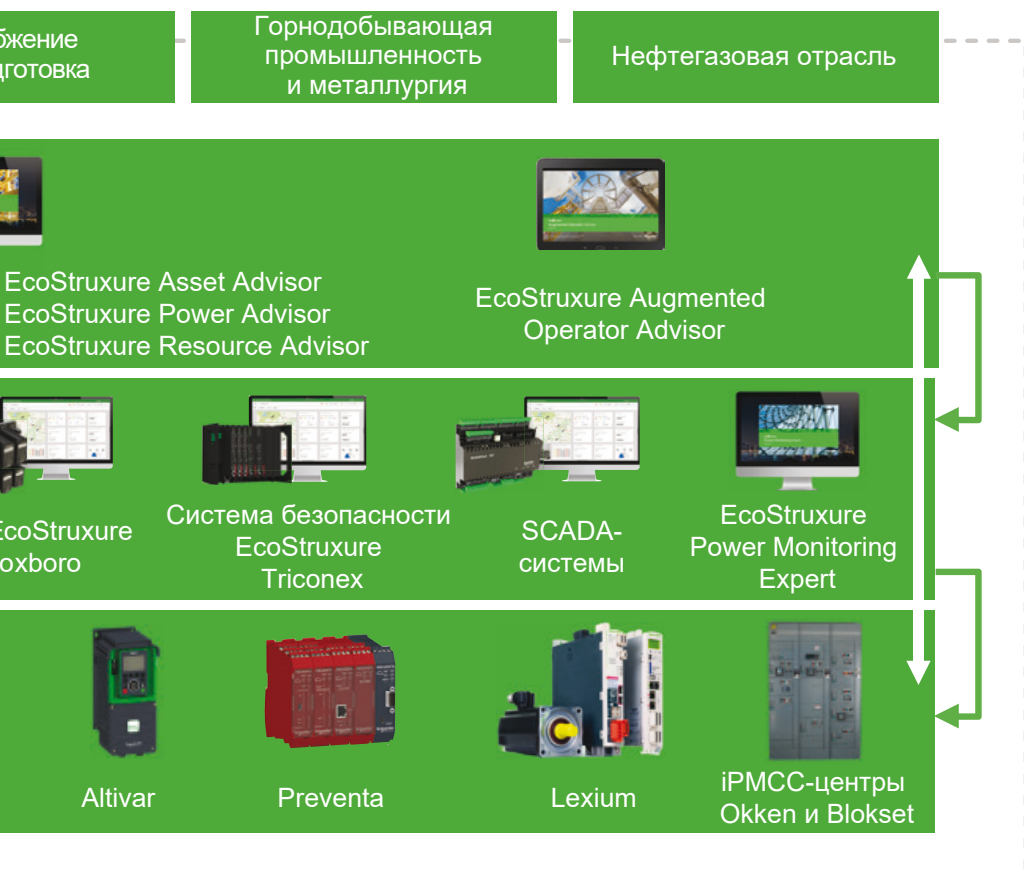 бжение
дготовка
Горнодобывающая
промышленность
и металлургия
Нефтегазовая отрасль
EcoStruxure Asset Advisor
EcoStruxure Power Advisor
EcoStruxure Resource Advisor
EcoStruxure Augmented
Operator Advisor
EcoStruxure
oxboro
Система безопасности
EcoStruxure
Triconex
SCADA-
системы
EcoStruxure
Power Monitoring
Expert
Altivar
Preventa
Lexium
iPMCC-центры
Okken и Blokset